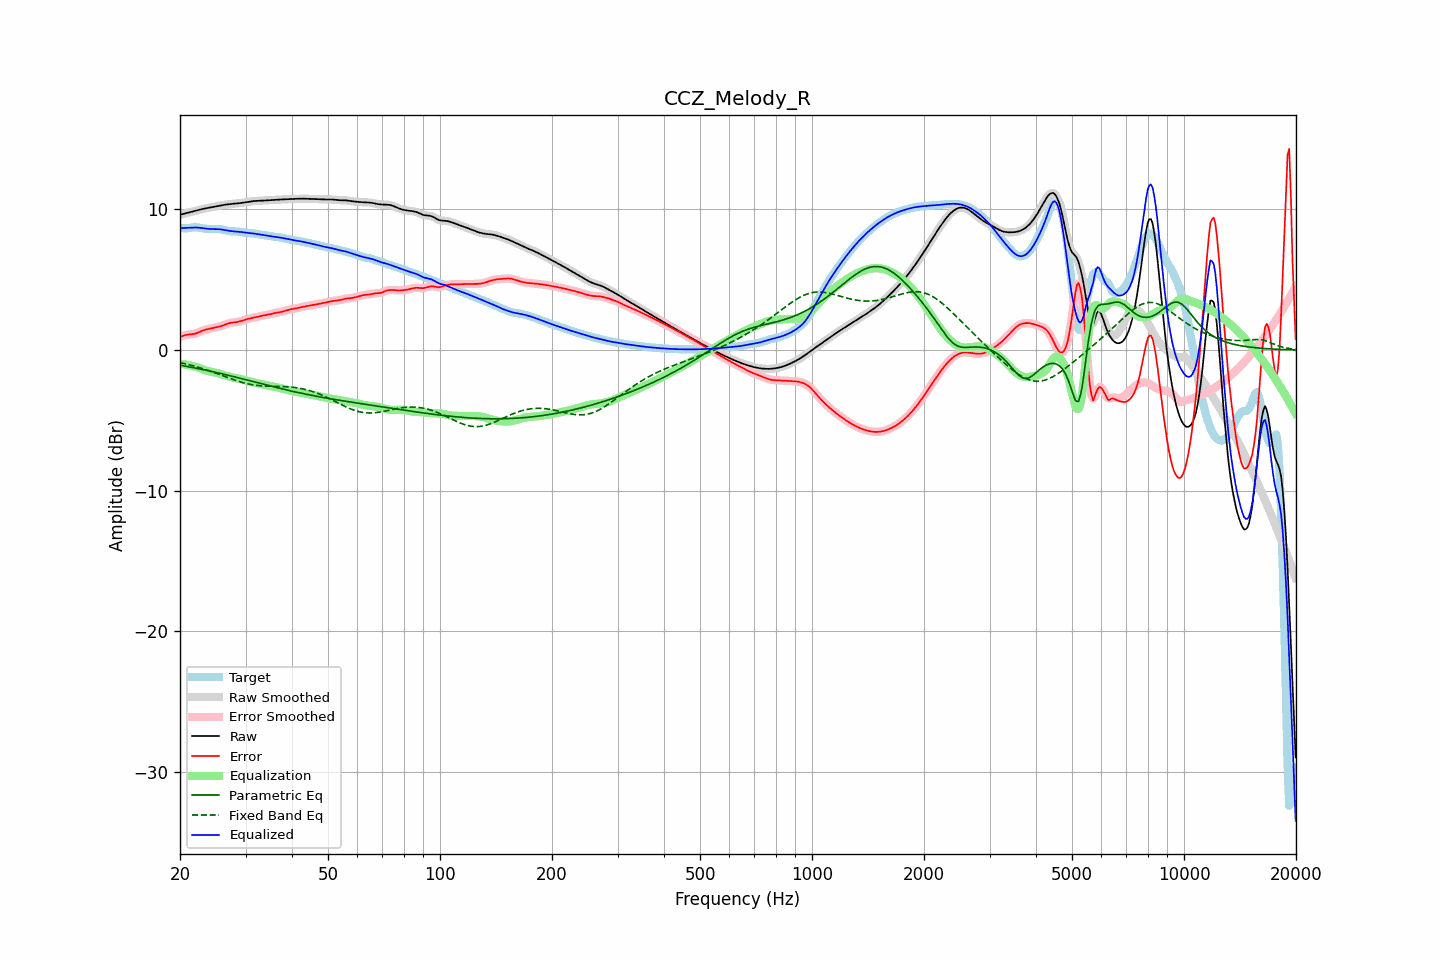 CCZ_Melody_R
10
0
−10
−20
−30
Amplitude (dBr)
Target
Raw Smoothed
Error Smoothed
Raw
Error
Equalization
Parametric Eq
Fixed Band Eq
Equalized
20 50 100 200 500 1000 2000 5000 10000 20000
Frequency (Hz)